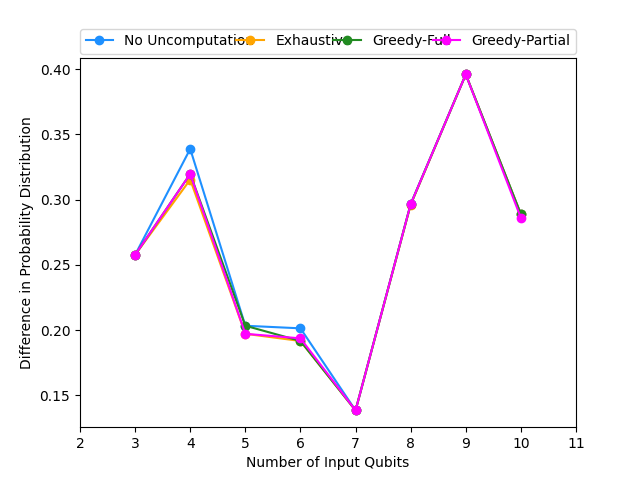 No Uncomputation Exhaustive Greedy-Full Greedy-Partial
0.40
0.35
0.30
0.25
0.20
0.15
Difference in Probability Distribution
2 3 4 5 6 7 8 9 10 11
Number of Input Qubits